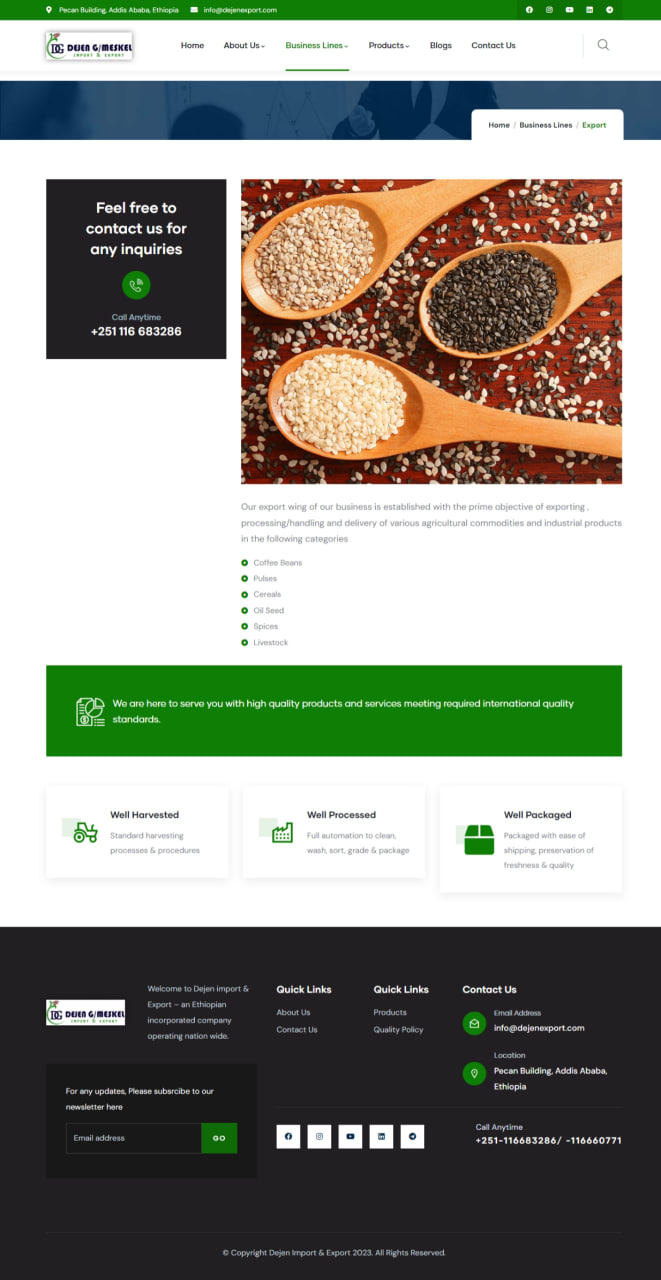 Pecan Building, Addis Ababa, Ethiopia info@dejenexport.com
DG DEJEN G/MESKEL
IMPORT & EXPORT
Home About Us Business Lines Products Blogs Contact Us
Home / Business Lines / Export
Feel free to
contact us for
any inquiries
Call Anytime
+251 116 683286
Our export wing of our business is established with the prime objective of exporting ,
processing/handling and delivery of various agricultural commodities and industrial products
in the following categories
Coffee Beans
Pulses
Cereals
Oil Seed
Spices
Livestock
We are here to serve you with high quality products and services meeting required international quality
standards.
Well Harvested
Standard harvesting
processes & procedures
Well Processed
Full automation to clean,
wash, sort, grade & package
Well Packaged
Packaged with ease of
shipping, preservation of
freshness & quality
DG DEJEN G/MESKEL
IMPORT & EXPORT
Welcome to Dejen Import &
Export – an Ethiopian
incorporated company
operating nation wide.
For any updates, Please subsrcibe to our
newsletter here
Email address GO
Quick Links
About Us
Contact Us
Quick Links
Products
Quality Policy
Contact Us
Email Address
info@dejenexport.com
Location
Pecan Building, Addis Ababa,
Ethiopia
Call Anytime
+251-116683286/ -116660771
© Copyright Dejen Import & Export 2023. All Rights Reserved.